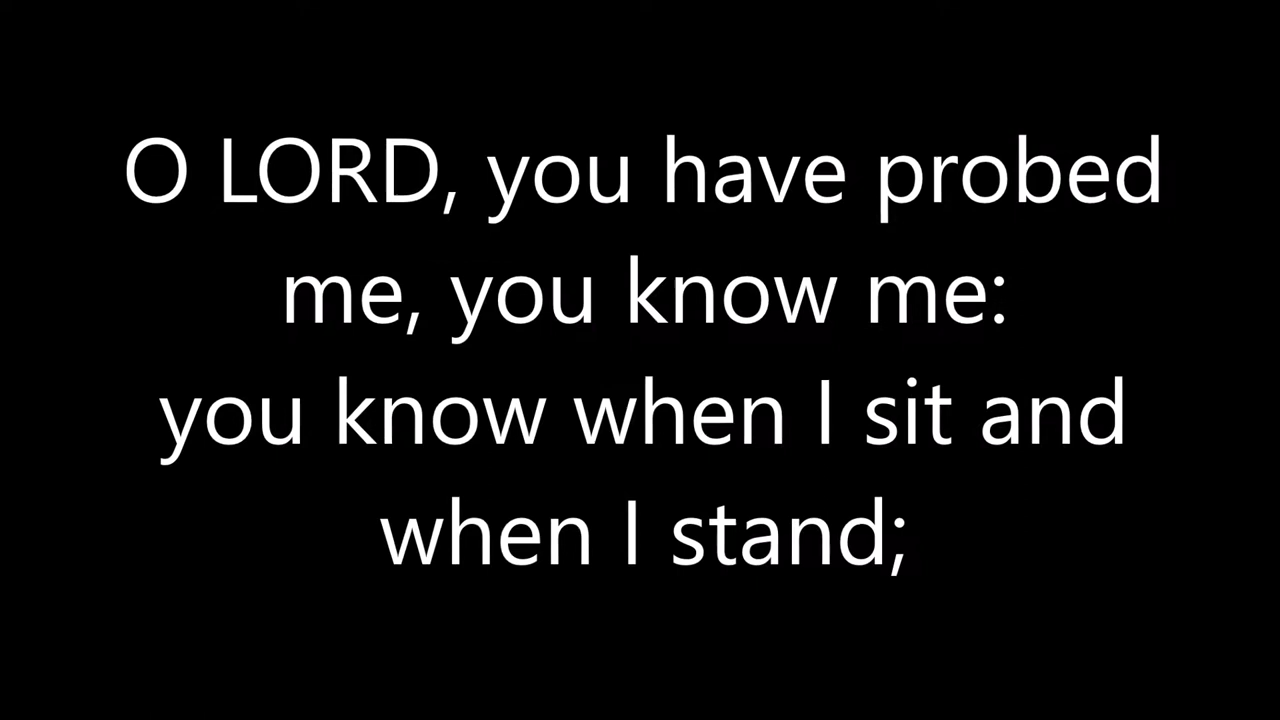 O LORD, you have probed
me, you know me:
you know when I sit and
when I stand;